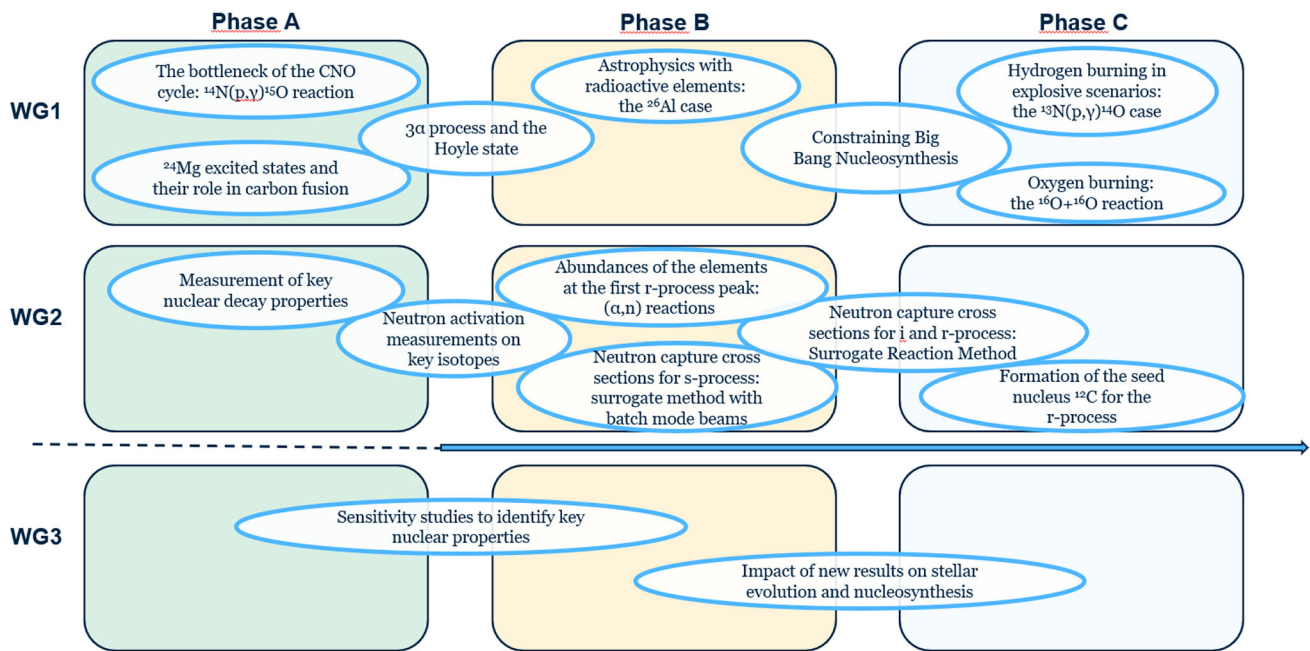 Phase A
Phase B
Phase C
WG1
The bottleneck of the CNO
cycle: ¹⁴N(p,γ)¹⁵O reaction
²⁴Mg excited states and
their role in carbon fusion
3α process and the
Hoyle state
Astrophysics with
radioactive elements:
the ²⁶Al case
Constraining Big
Bang Nucleosynthesis
Hydrogen burning in
explosive scenarios:
the ¹³N(p,γ)¹⁴O case
Oxygen burning:
the ¹⁶O+¹⁶O reaction
WG2
Measurement of key
nuclear decay properties
Neutron activation
measurements on
key isotopes
Abundances of the elements
at the first r-process peak:
(α,n) reactions
Neutron capture cross
sections for s-process:
surrogate method with
batch mode beams
Neutron capture cross
sections for i and r-process:
Surrogate Reaction Method
Formation of the seed
nucleus ¹²C for the
r-process
WG3
Sensitivity studies to identify key
nuclear properties
Impact of new results on stellar
evolution and nucleosynthesis